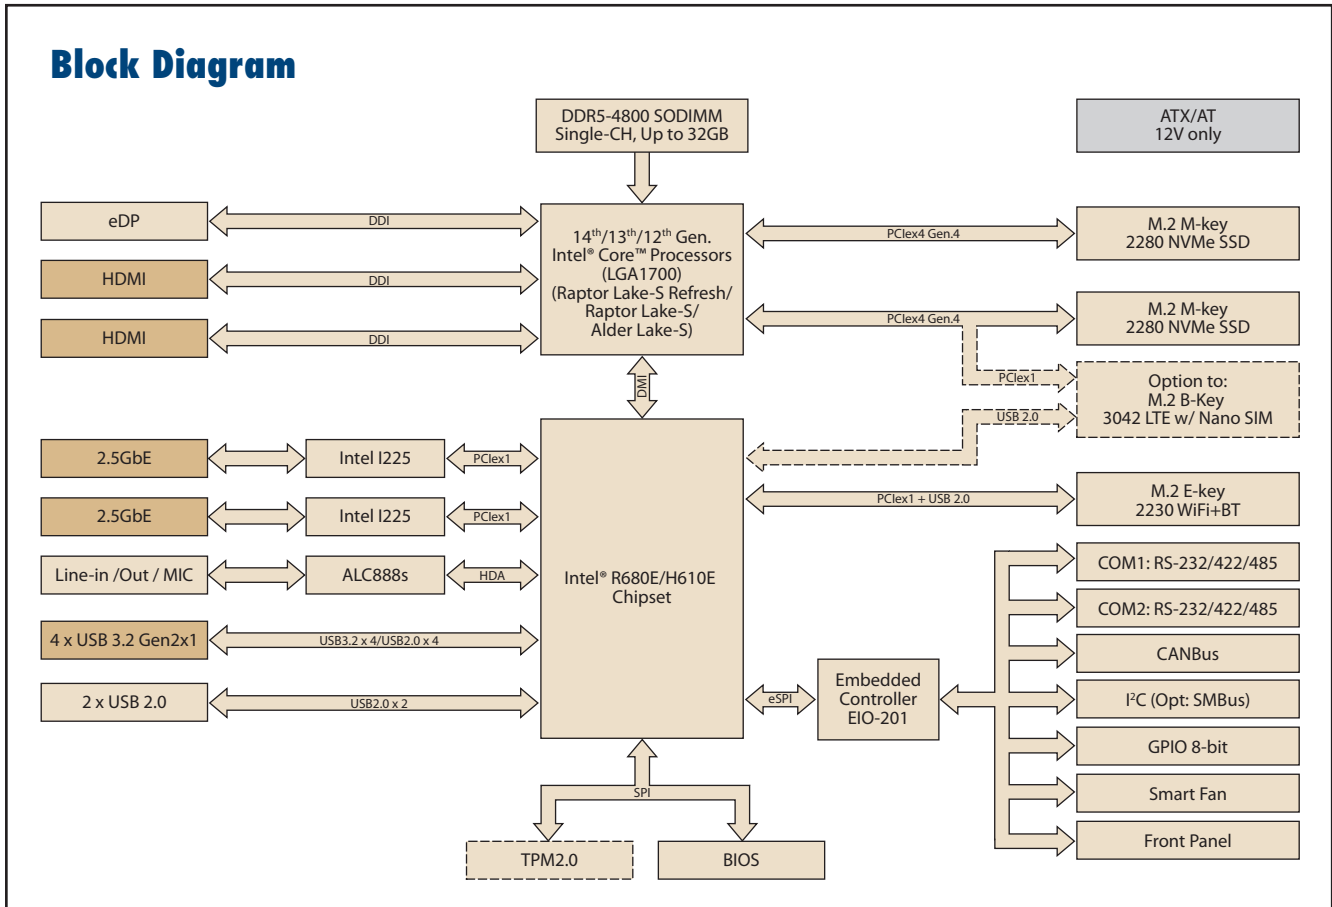 Block Diagram
DDR5-4800 SODIMM
Single-CH, Up to 32GB
ATX/AT
12V only
eDP
DDI
HDMI
DDI
HDMI
DDI
14th/13th/12th Gen.
Intel® Core™ Processors
(LGA1700)
(Raptor Lake-S Refresh/
Raptor Lake-S/
Alder Lake-S)
PCIex4 Gen.4
M.2 M-key
2280 NVMe SSD
PCIex4 Gen.4
M.2 M-key
2280 NVMe SSD
PCIex1
Option to:
M.2 B-Key
3042 LTE w/ Nano SIM
USB 2.0
DMI
2.5GbE
Intel I225
PCIex1
2.5GbE
Intel I225
PCIex1
Line-in /Out / MIC
ALC888s
HDA
4 x USB 3.2 Gen2x1
USB3.2 x 4/USB2.0 x 4
2 x USB 2.0
USB2.0 x 2
Intel® R680E/H610E
Chipset
PCIex1 + USB 2.0
M.2 E-key
2230 WiFi+BT
eSPI
Embedded
Controller
EIO-201
COM1: RS-232/422/485
COM2: RS-232/422/485
CANBus
I²C (Opt: SMBus)
GPIO 8-bit
Smart Fan
Front Panel
SPI
TPM2.0
BIOS